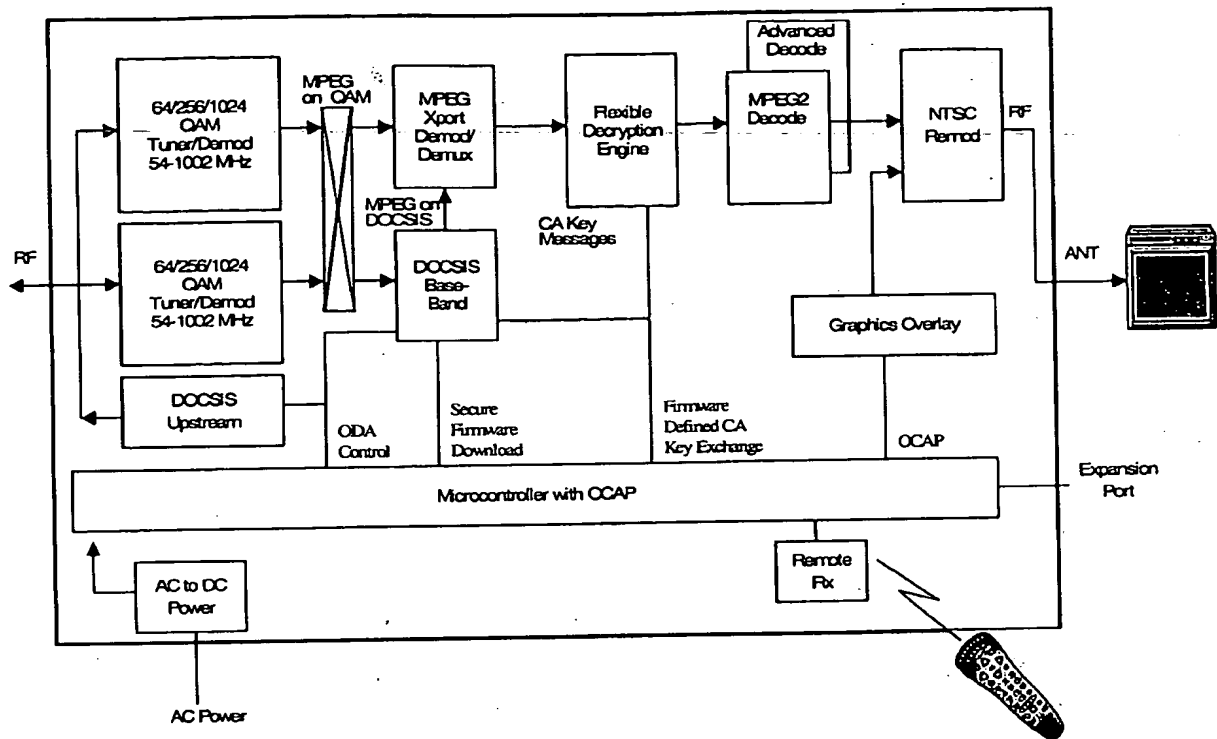 Advanced
Decode
64/256/1024
QAM
Tuner/Demod
54-1002 MHz
MPEG
on QAM
MPEG
Xport
Demod/
Demux
Flexible
Decryption
Engine
MPEG2
Decode
NTSC
Remod
RF
MPEG on
DOCSIS
CA Key
Messages
RF
64/256/1024
QAM
Tuner/Demod
54-1002 MHz
DOCSIS
Base-
Band
ANT
Graphics Overlay
DOCSIS
Upstream
ODA
Control
Secure
Firmware
Download
Firmware
Defined CA
Key Exchange
OCAP
Microcontroller with OCAP
Expansion
Port
AC to DC
Power
Remote
Rx
AC Power